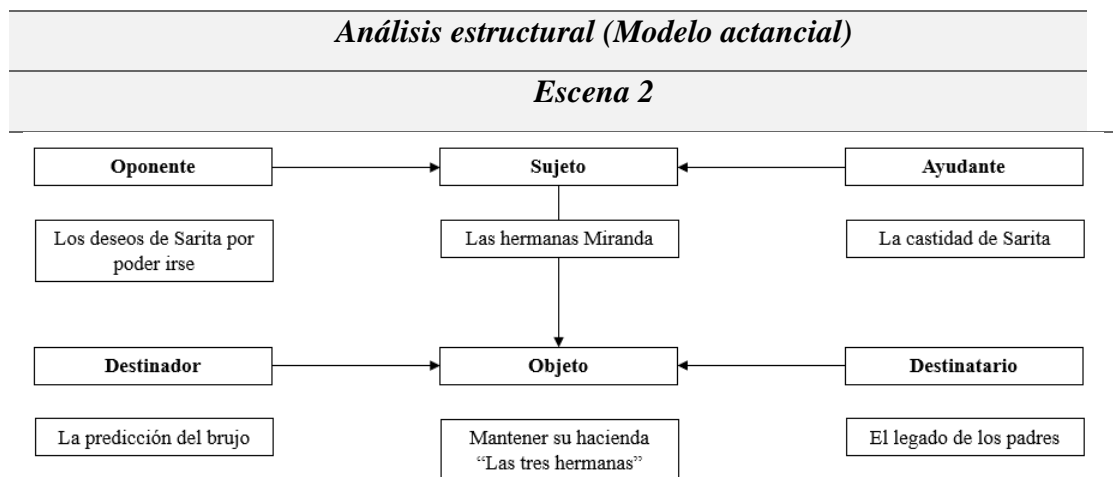 Análisis estructural (Modelo actancial)
Escena 2
Oponente
Sujeto
Ayudante
Los deseos de Sarita por
poder irse
Las hermanas Miranda
La castidad de Sarita
Destinador
Objeto
Destinatario
La predicción del brujo
Mantener su hacienda
“Las tres hermanas”
El legado de los padres